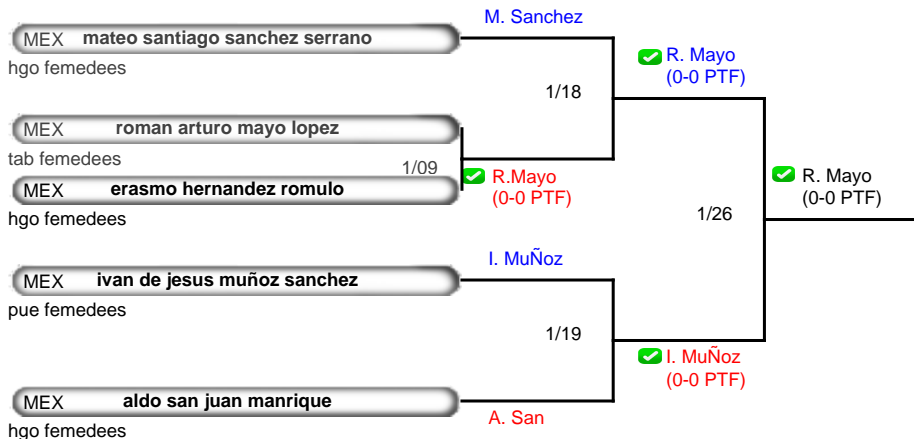 M. Sanchez
MEX mateo santiago sanchez serrano
hgo femedees
R. Mayo
(0-0 PTF)
1/18
MEX roman arturo mayo lopez
tab femedees
1/09
R.Mayo
(0-0 PTF)
MEX erasmo hernandez romulo
hgo femedees
R. Mayo
(0-0 PTF)
1/26
I. MuÑoz
MEX ivan de jesus muñoz sanchez
pue femedees
1/19
I. MuÑoz
(0-0 PTF)
MEX aldo san juan manrique
A. San
hgo femedees